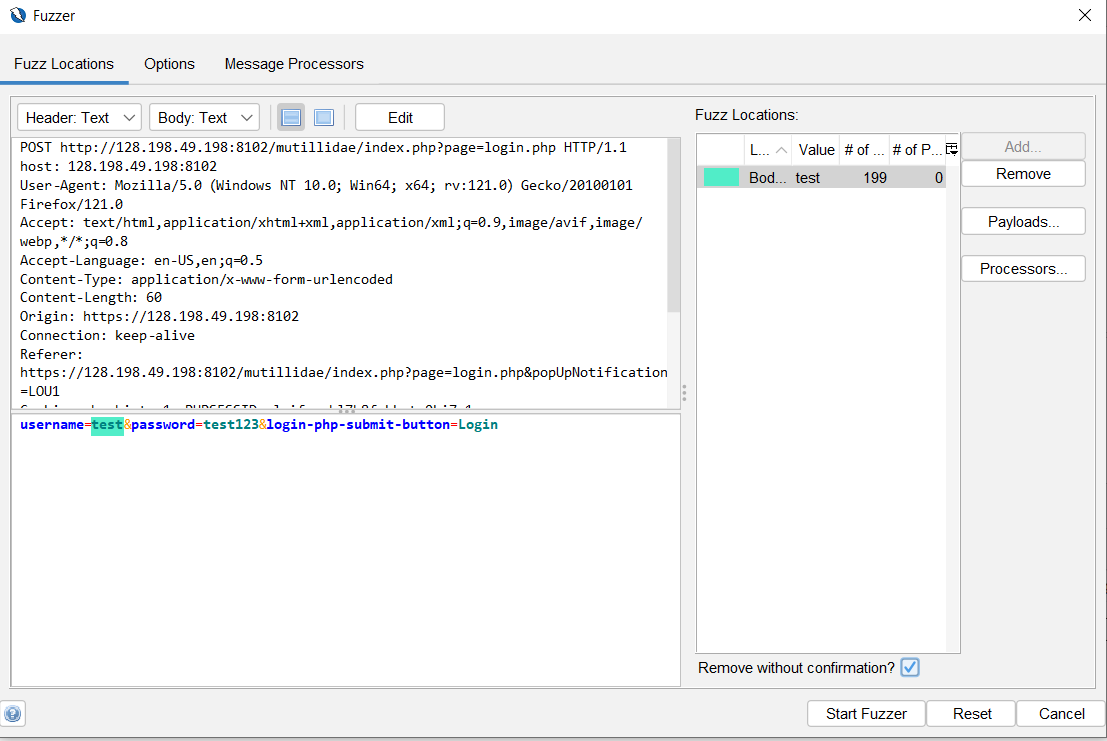 Fuzzer
Fuzz Locations Options Message Processors
Header: Text Body: Text Edit
POST http://128.198.49.198:8102/mutillidae/index.php?page=login.php HTTP/1.1
host: 128.198.49.198:8102
User-Agent: Mozilla/5.0 (Windows NT 10.0; Win64; x64; rv:121.0) Gecko/20100101
Firefox/121.0
Accept: text/html,application/xhtml+xml,application/xml;q=0.9,image/avif,image/
webp,*/*;q=0.8
Accept-Language: en-US,en;q=0.5
Content-Type: application/x-www-form-urlencoded
Content-Length: 60
Origin: https://128.198.49.198:8102
Connection: keep-alive
Referer:
https://128.198.49.198:8102/mutillidae/index.php?page=login.php&popUpNotification
=LOU1
username=test&password=test123&login-php-submit-button=Login
Fuzz Locations:
L... Value # of ... # of P...
Bod... test 199 0
Add...
Remove
Payloads...
Processors...
Remove without confirmation?
Start Fuzzer Reset Cancel